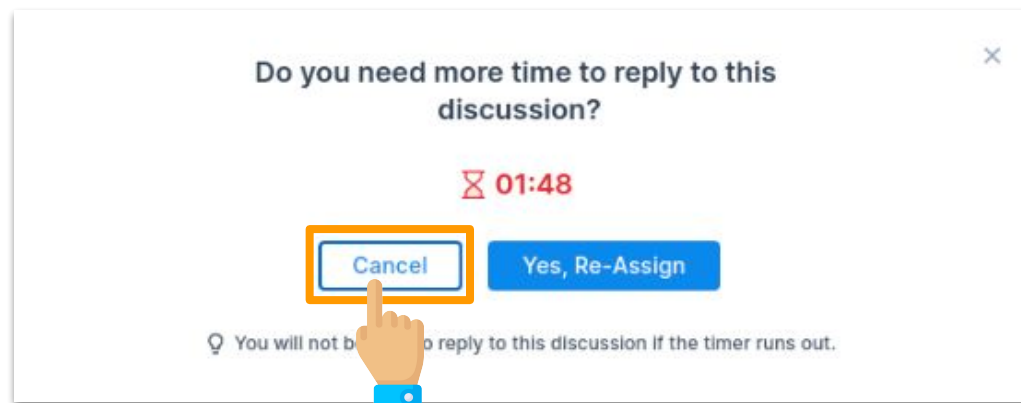 Do you need more time to reply to this
discussion?
01:48
Cancel Yes, Re-Assign
You will not b o reply to this discussion if the timer runs out.